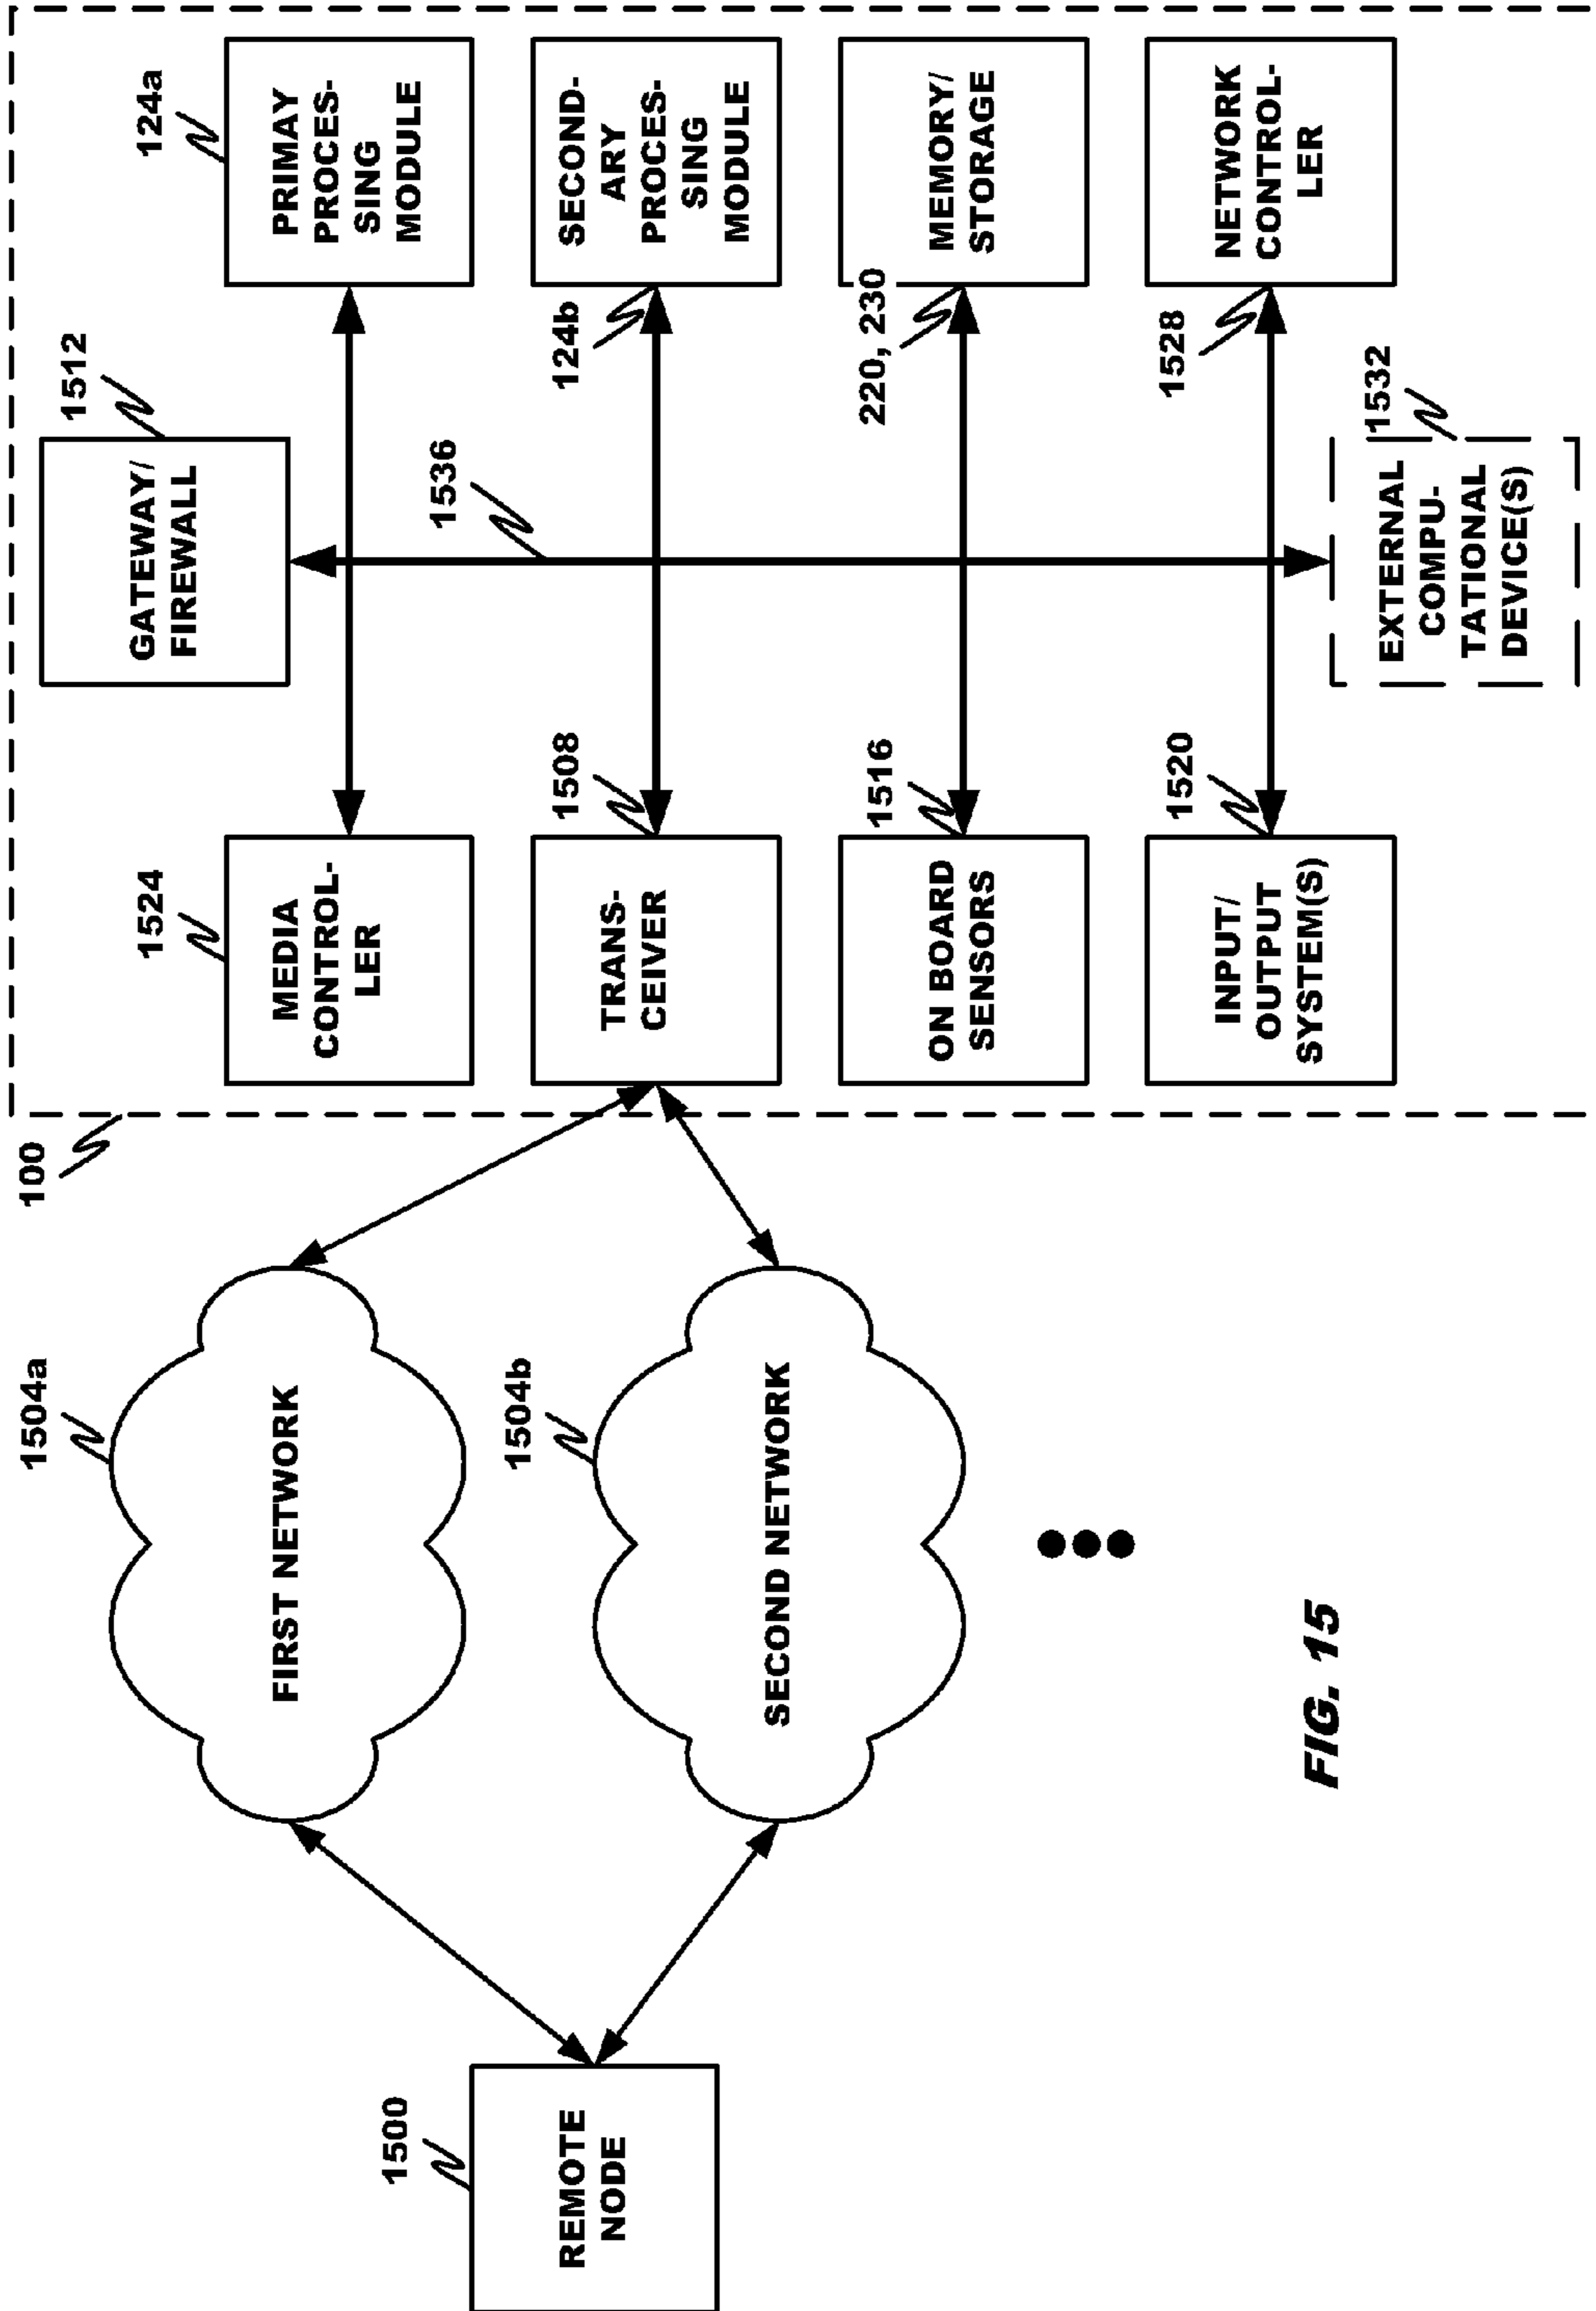 1504a
FIRST NETWORK
1504b
SECOND NETWORK
1500
REMOTE
NODE
100
1512
GATEWAY/
FIREWALL
1524
MEDIA
CONTROL-
LER
124a
PRIMAY
PROCES-
SING
MODULE
1536
1508
TRANS-
CEIVER
124b
SECOND-
ARY
PROCES-
SING
MODULE
1516
ON BOARD
SENSORS
220, 230
MEMORY/
STORAGE
1520
INPUT/
OUTPUT
SYSTEM(S)
1528
NETWORK
CONTROL-
LER
1532
EXTERNAL
COMPU-
TATIONAL
DEVICE(S)
FIG. 15